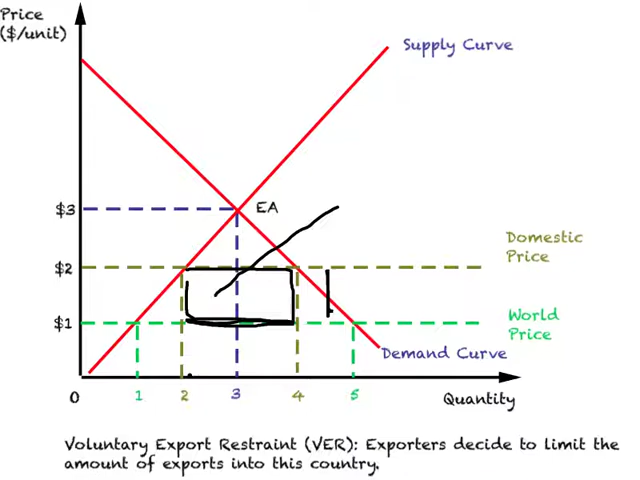 Price
($/unit)
Supply Curve
$3
EA
Domestic
Price
$2
World
Price
$1
Demand Curve
0
1
2
3
4
5
Quantity
Voluntary Export Restraint (VER): Exporters decide to limit the
amount of exports into this country.